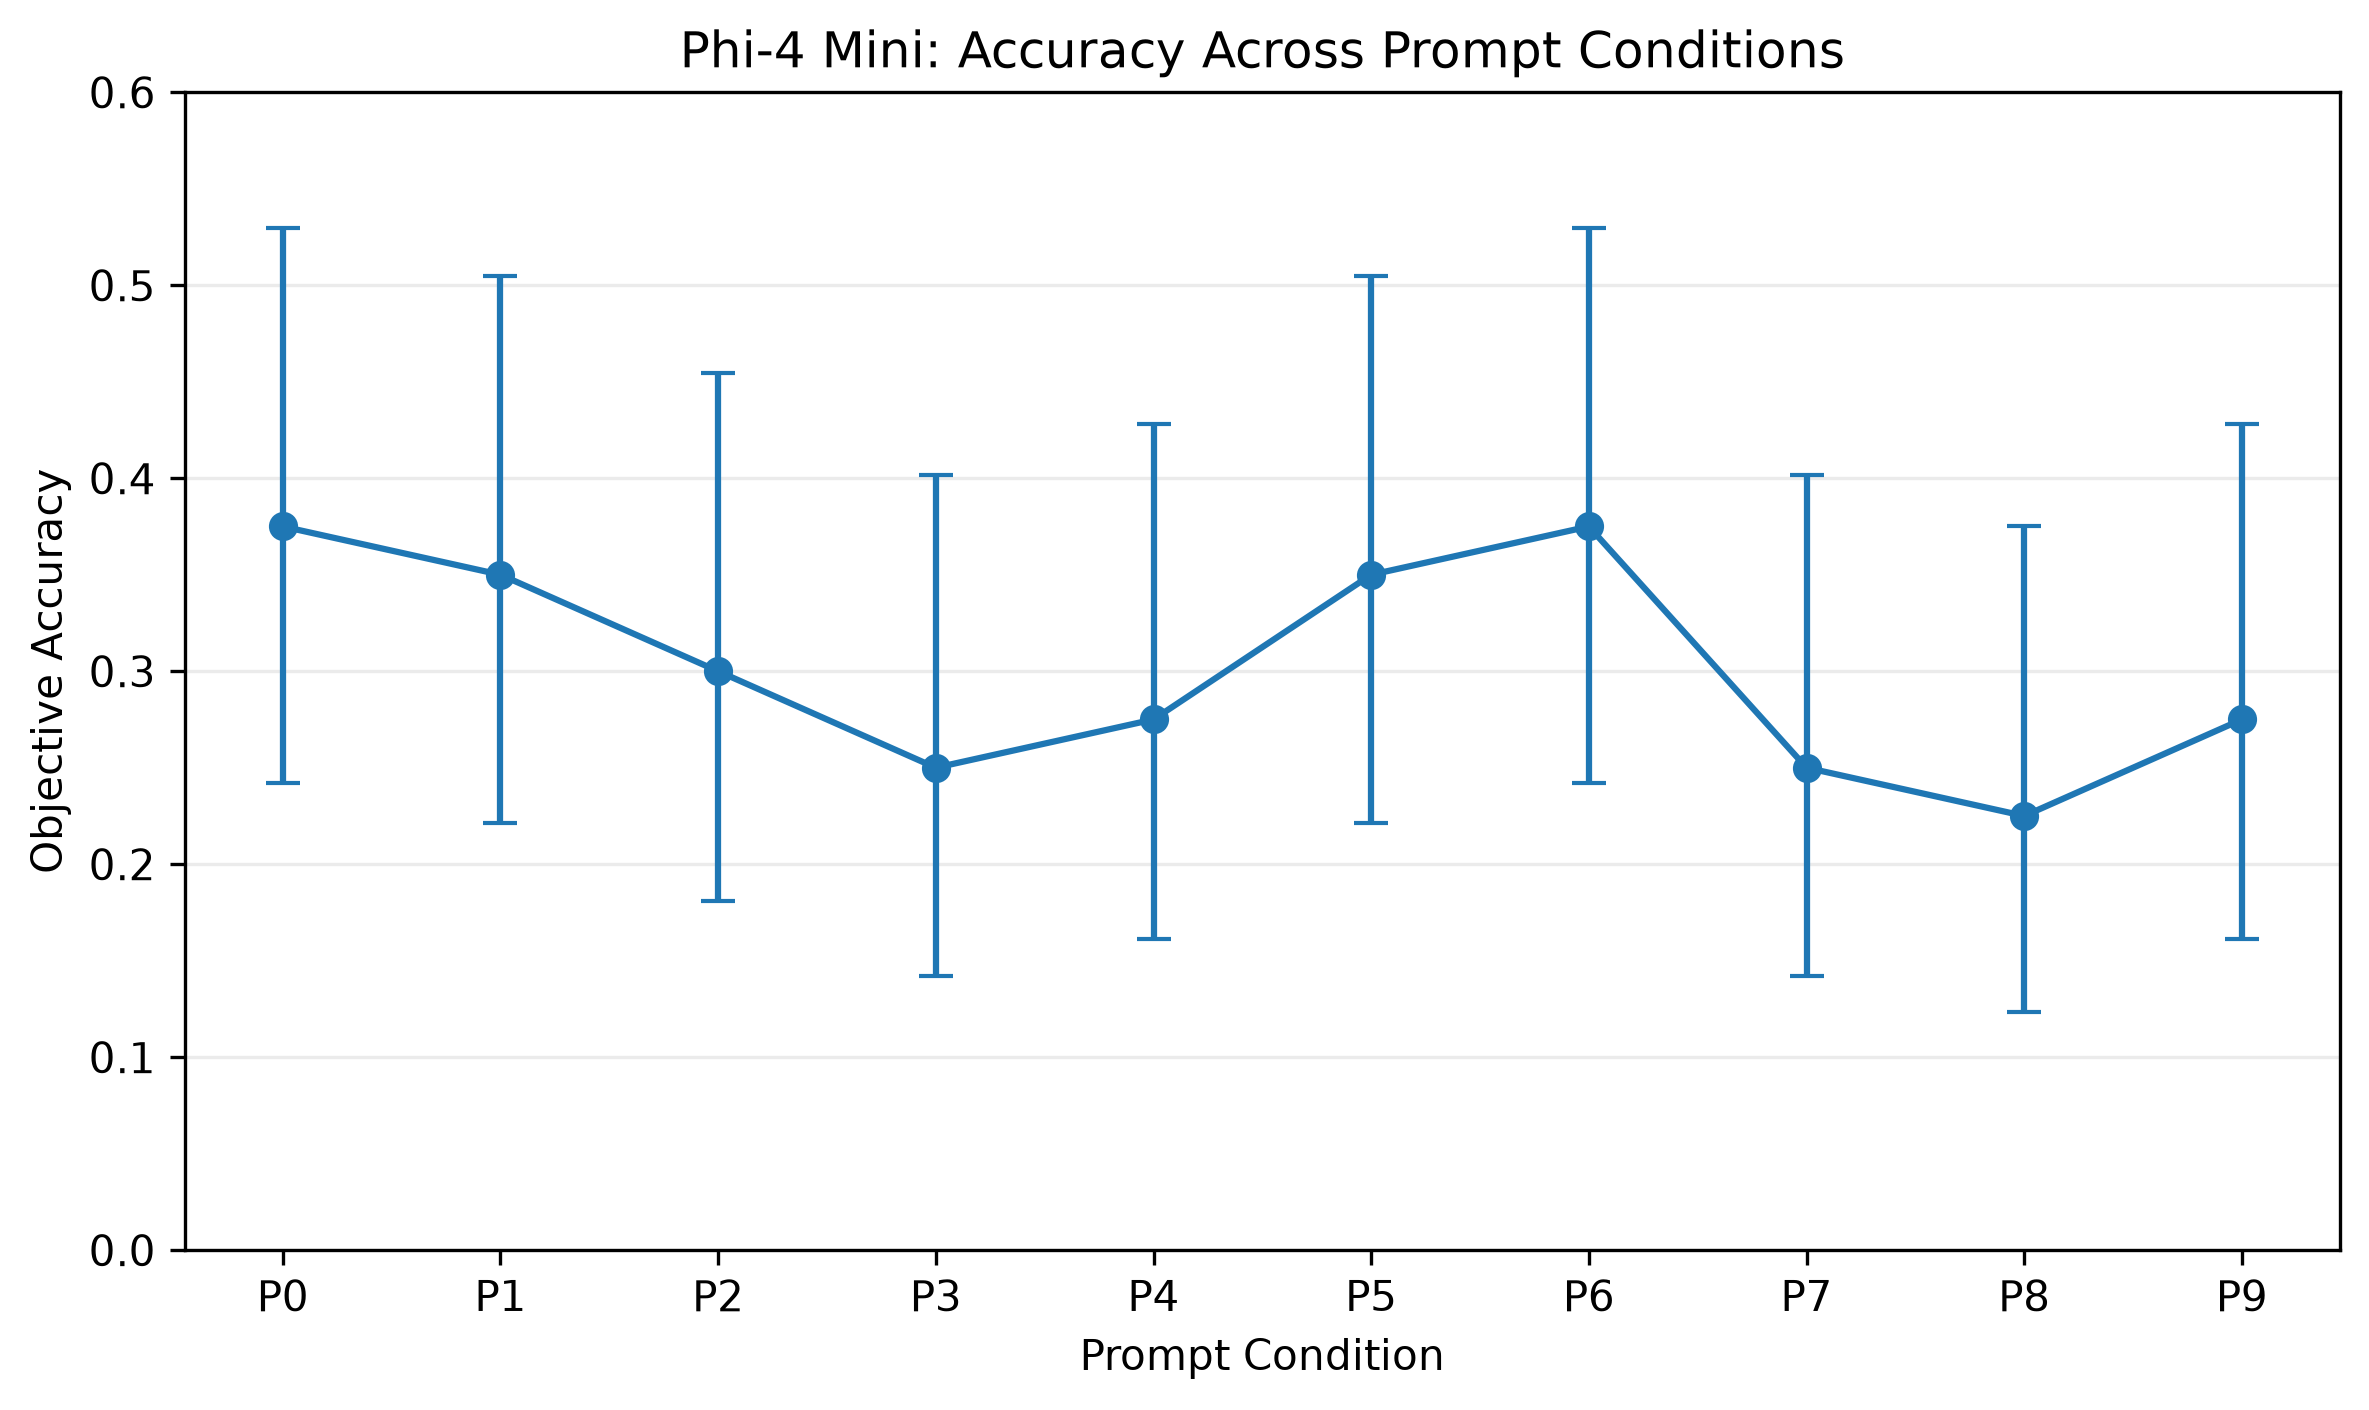 Phi-4 Mini: Accuracy Across Prompt Conditions
0.6
0.5
0.4
0.3
0.2
0.1
0.0
Objective Accuracy
P0 P1 P2 P3 P4 P5 P6 P7 P8 P9
Prompt Condition